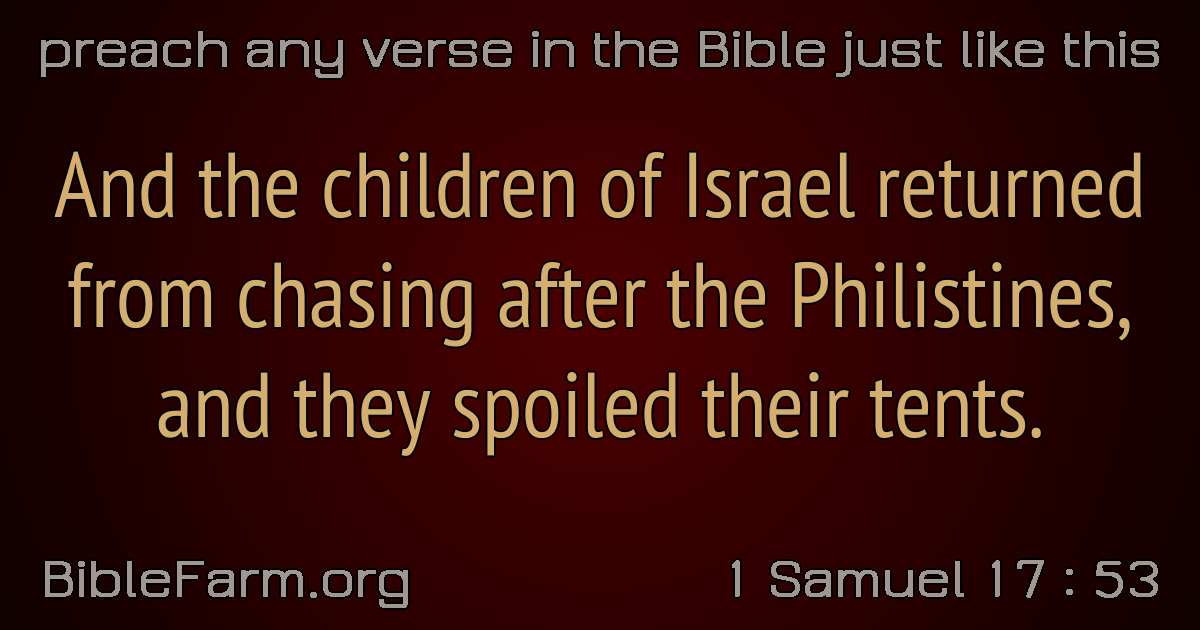 preach any verse in the Bible just like this
And the children of Israel returned
from chasing after the Philistines,
and they spoiled their tents.
BibleFarm.org
1 Samuel 17 : 53